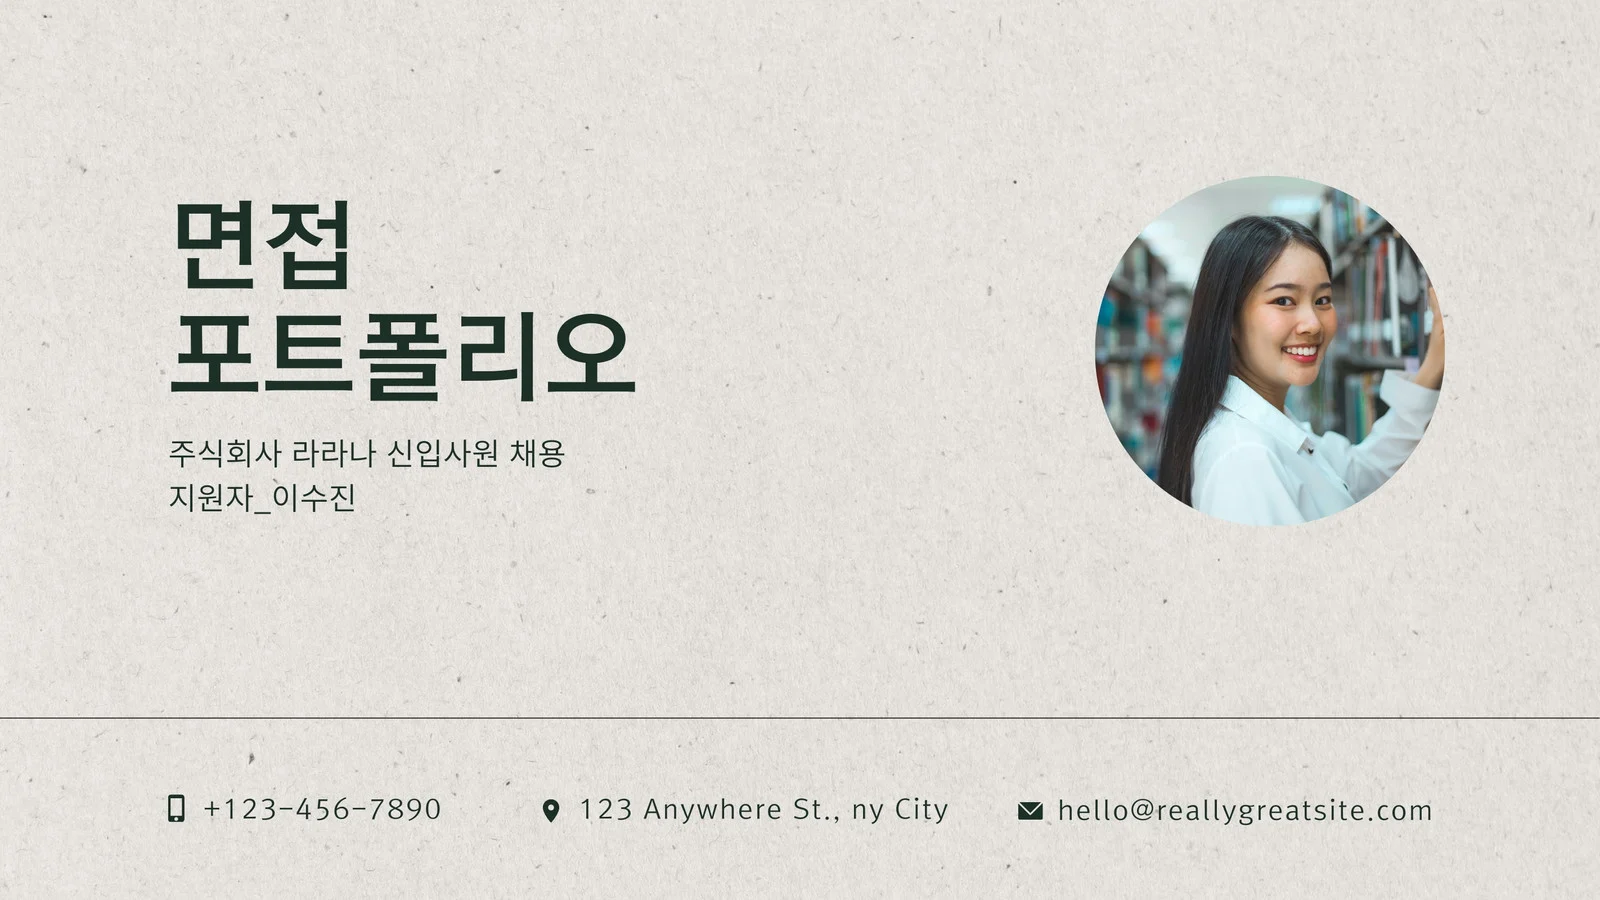 면접
포트폴리오
주식회사 라라나 신입사원 채용
지원자_이수진
+123-456-7890
123 Anywhere St., ny City
hello@reallygreatsite.com